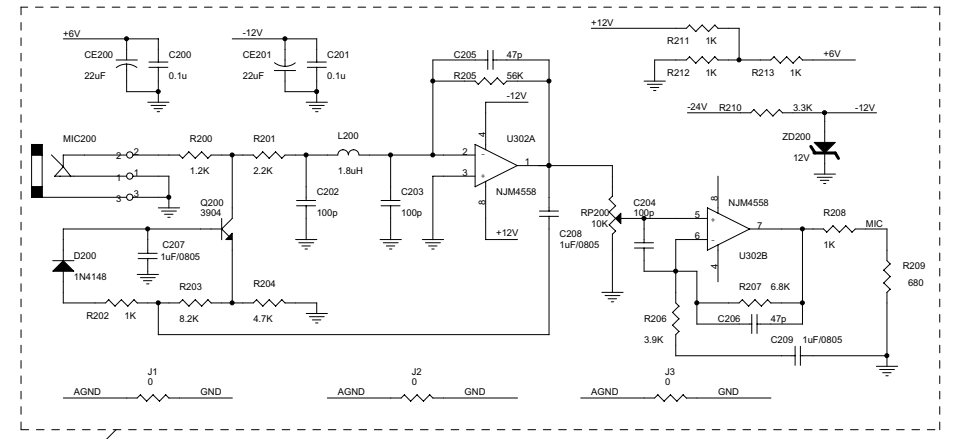 +6V
CE200
22uF
C200
0.1u
-12V
CE201
22uF
C201
0.1u
C205 47p
R205 56K
-12V
4
U302A
2
3
1
8
NJM4558
+12V
+12V
R211 1K
R212 1K
R213 1K
+6V
-24V R210 3.3K -12V
ZD200
12V
MIC200
2 2
1 1
3 3
R200
1.2K
R201
2.2K
L200
1.8uH
C202
100p
C203
100p
Q200
3904
C207
1uF/0805
D200
1N4148
R202 1K
R203
8.2K
R204
4.7K
C208
1uF/0805
RP200
10K
C204
100p
8
NJM4558
5
6
7
U302B
4
R208
1K
MIC
R209
680
R207 6.8K
C206 47p
R206
3.9K
C209 1uF/0805
J1
0
AGND GND
J2
0
AGND GND
J3
0
AGND GND